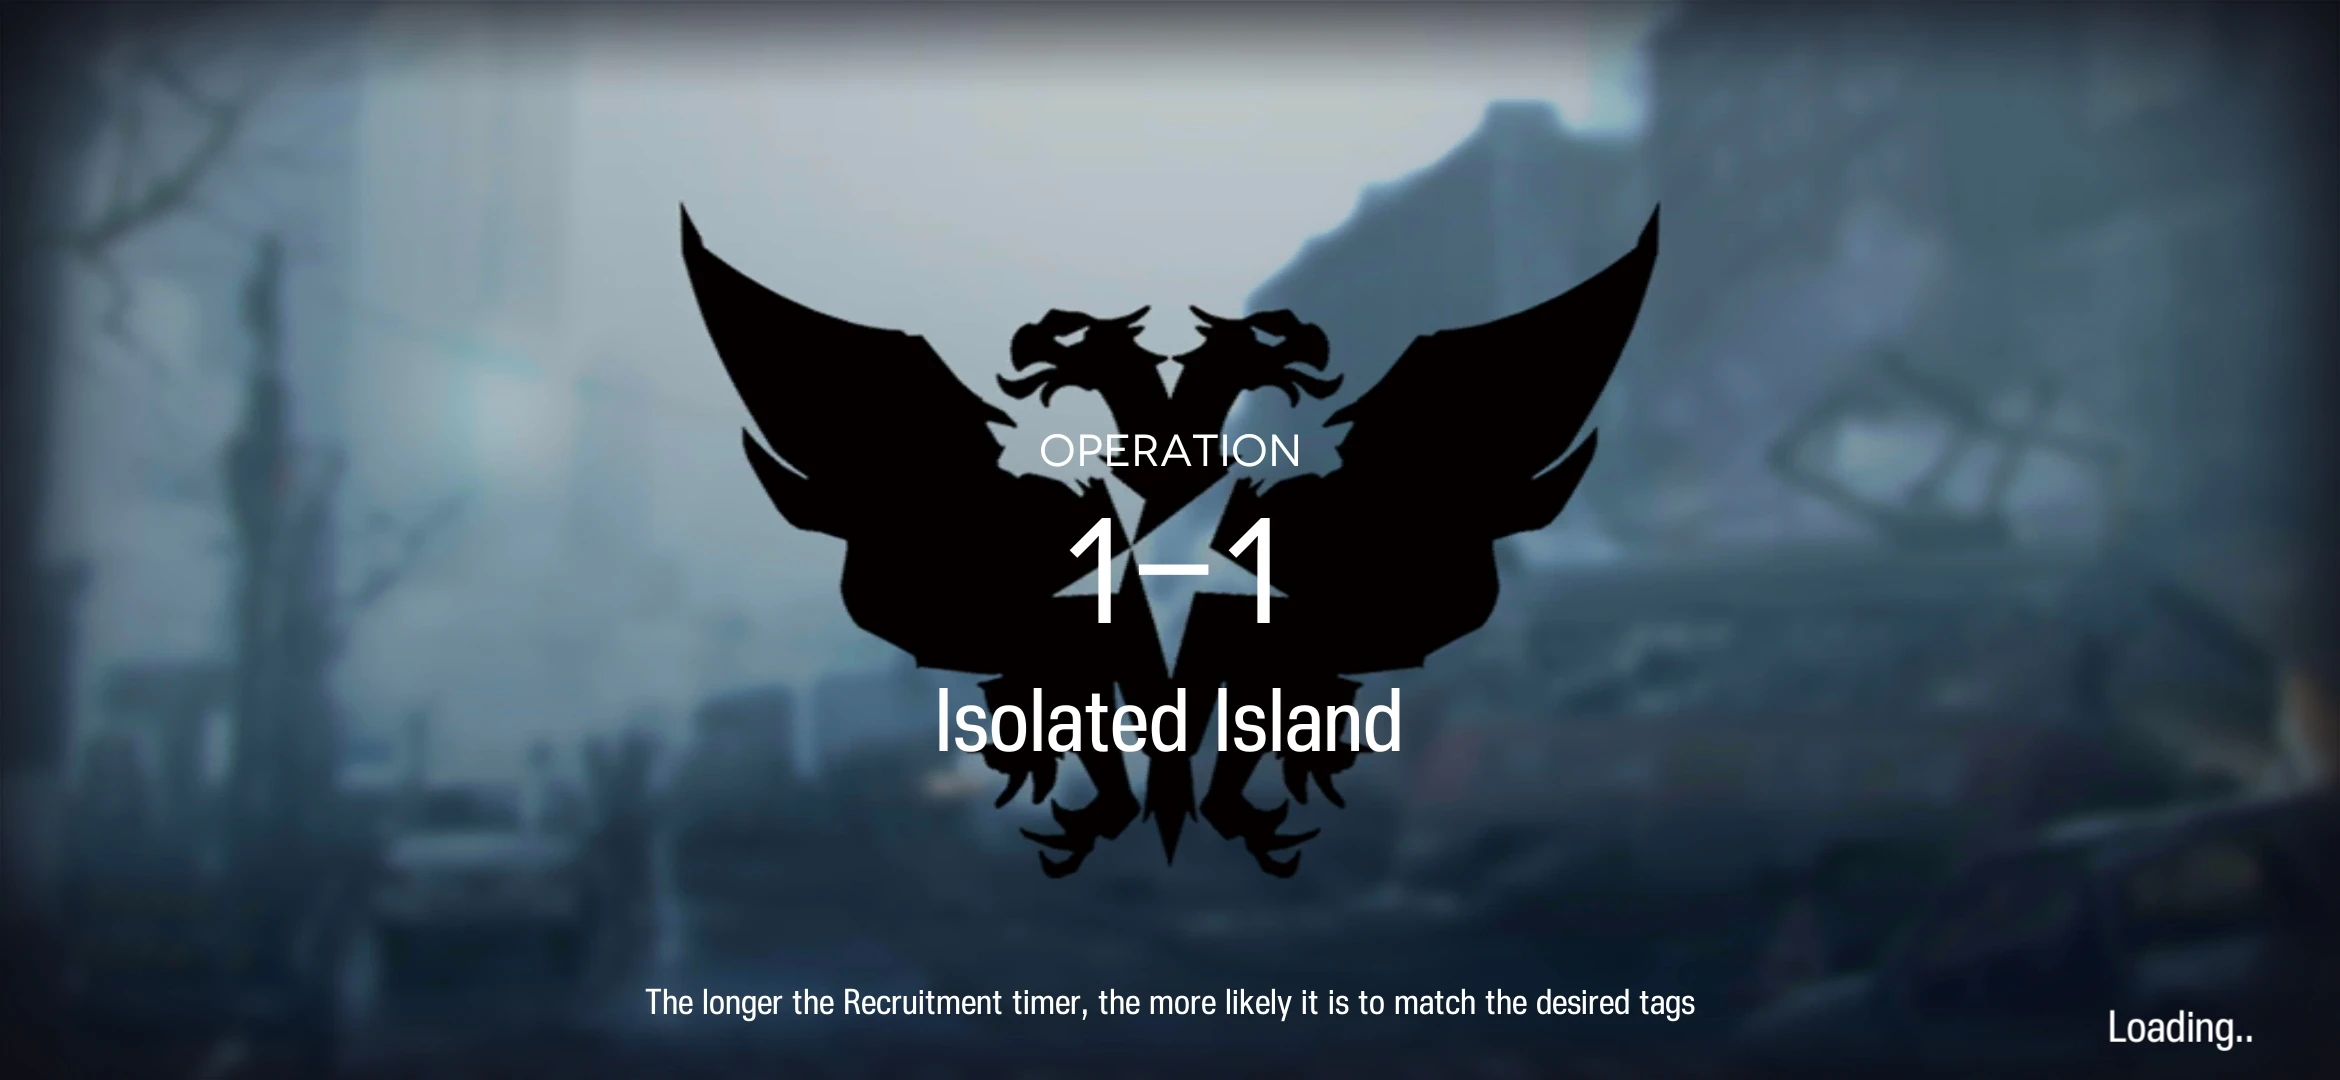 OPERATION
1–1
Isolated Island
The longer the Recruitment timer, the more likely it is to match the desired tags
Loading..